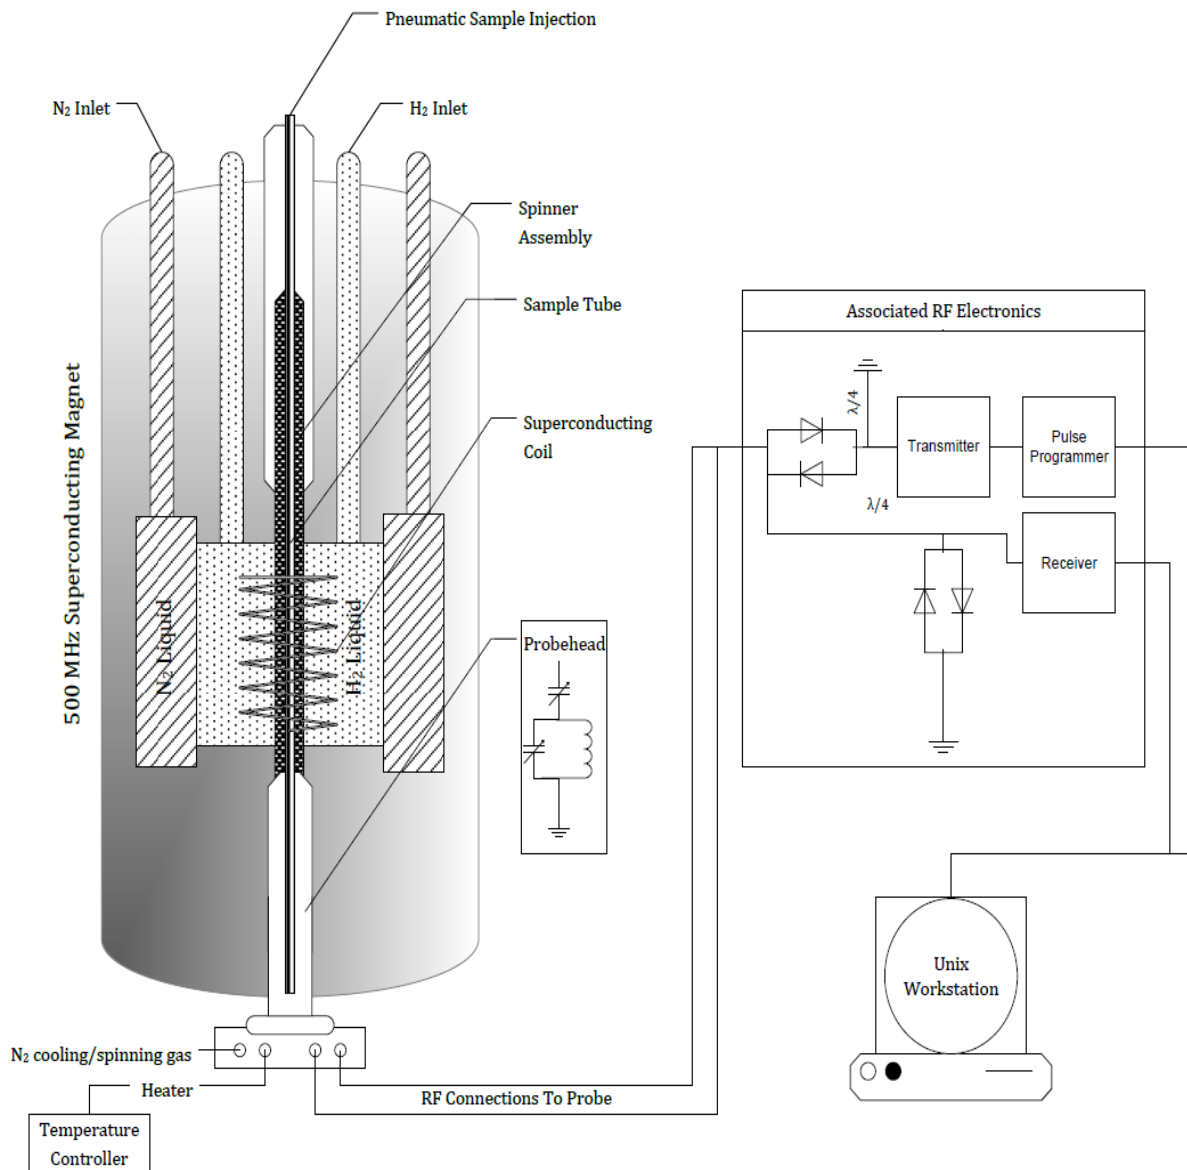 Pneumatic Sample Injection
N₂ Inlet
H₂ Inlet
Spinner
Assembly
Sample Tube
Superconducting
Coil
500 MHz Superconducting Magnet
N₂ Liquid
H₂ Liquid
Probehead
Associated RF Electronics
λ/4
Transmitter
Pulse
Programmer
λ/4
Receiver
Unix
Workstation
N₂ cooling/spinning gas
Heater
RF Connections To Probe
Temperature
Controller